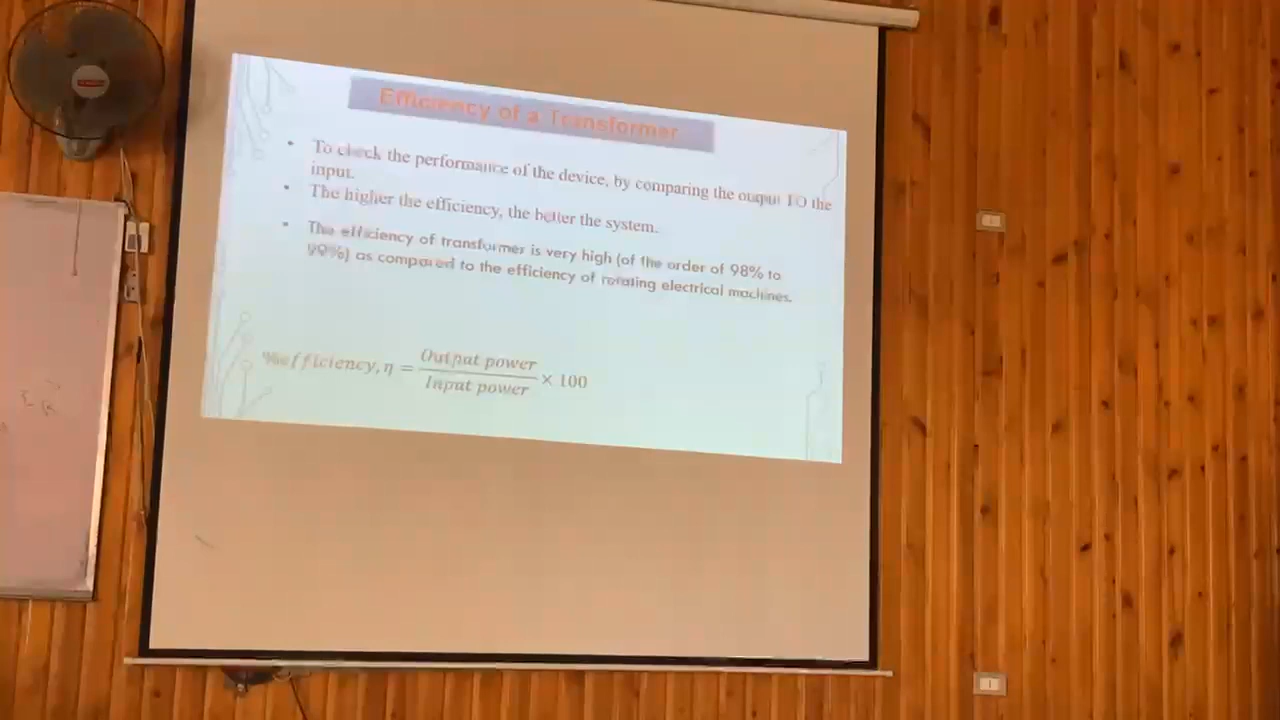 Efficiency of a Transformer
• To check the performance of the device, by comparing the output TO the
input.
• The higher the efficiency, the better the system.
• The efficiency of transformer is very high (of the order of 98% to
99%) as compared to the efficiency of rotating electrical machines.
%efficiency, η = Output power / Input power × 100